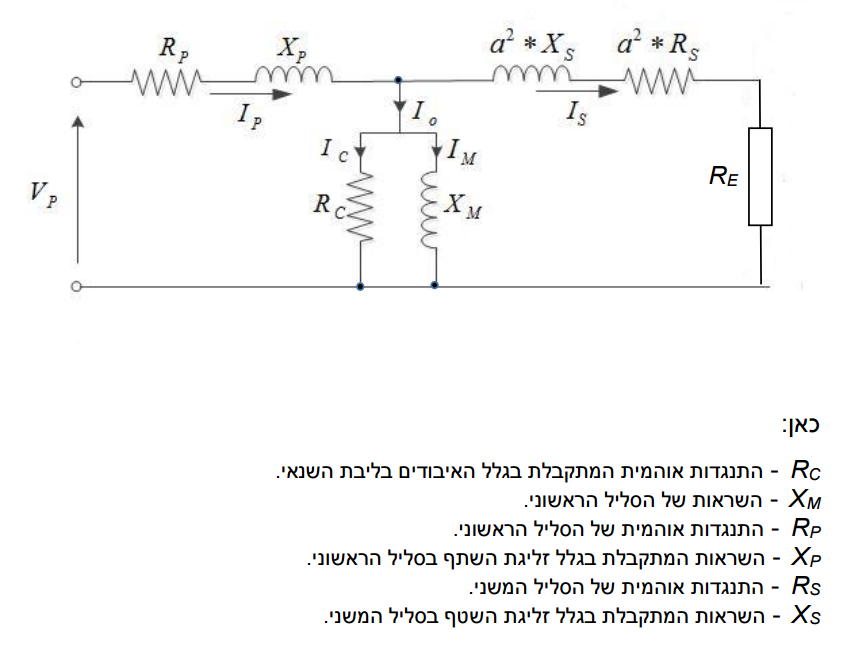 R_P X_P a² * X_S a² * R_S
I_P I_o I_S
I_C I_M
V_P R_C X_M R_E
כאן:
R_C - התנגדות אוהמית המתקבלת בגלל האיבודים בליבת השנאי.
X_M - השראות של הסליל הראשוני.
R_P - התנגדות אוהמית של הסליל הראשוני.
X_P - השראות המתקבלת בגלל זליגת השתף בסליל הראשוני.
R_S - התנגדות אוהמית של הסליל המשני.
X_S - השראות המתקבלת בגלל זליגת השטף בסליל המשני.